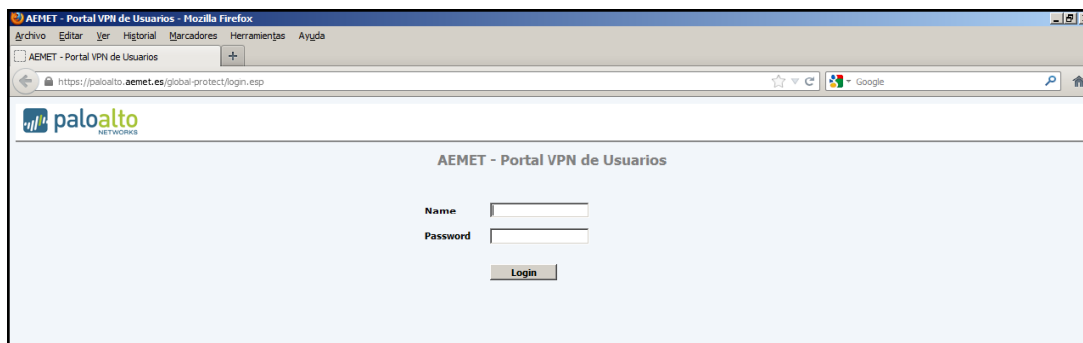 AEMET - Portal VPN de Usuarios - Mozilla Firefox
Archivo Editar Ver Historial Marcadores Herramientas Ayuda
AEMET - Portal VPN de Usuarios +
https://paloalto.aemet.es/global-protect/login.esp Google
paloalto
NETWORKS
AEMET - Portal VPN de Usuarios
Name
Password
Login